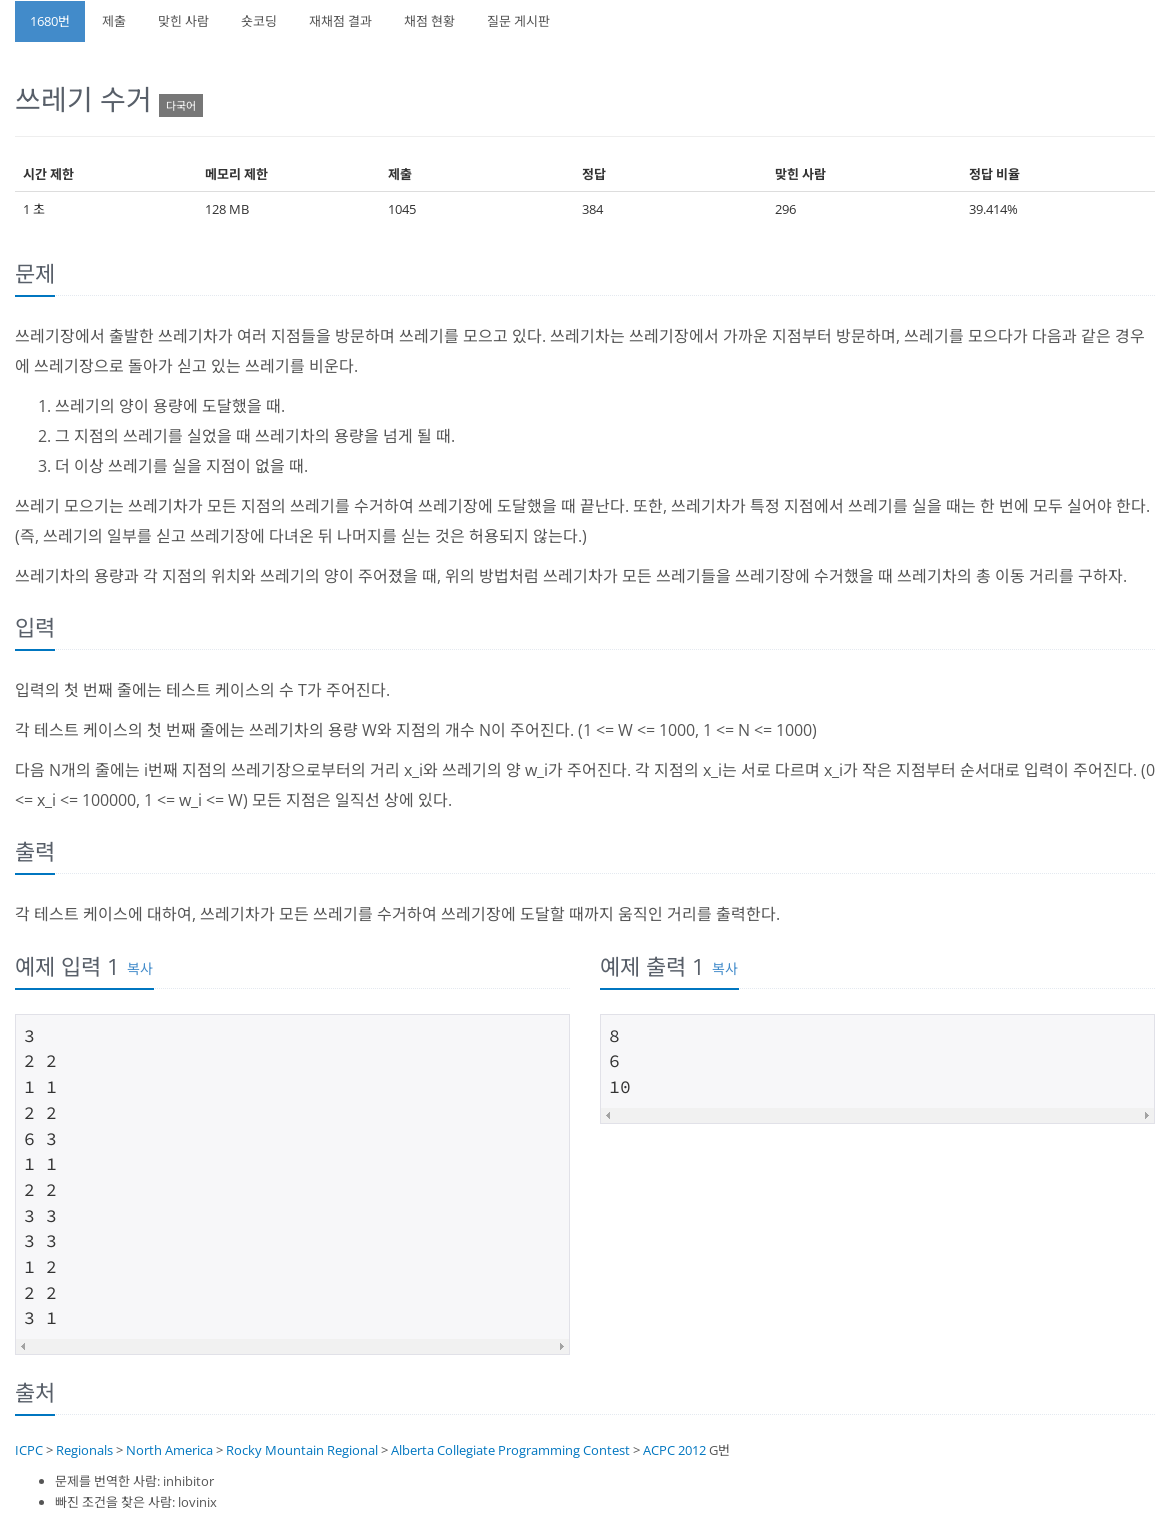 1680번 제출 맞힌 사람 숏코딩 재채점 결과 채점 현황 질문 게시판
쓰레기 수거 다국어
시간 제한 메모리 제한 제출 정답 맞힌 사람 정답 비율
1 초 128 MB 1045 384 296 39.414%
문제
쓰레기장에서 출발한 쓰레기차가 여러 지점들을 방문하며 쓰레기를 모으고 있다. 쓰레기차는 쓰레기장에서 가까운 지점부터 방문하며, 쓰레기를 모으다가 다음과 같은 경우
에 쓰레기장으로 돌아가 싣고 있는 쓰레기를 비운다.
1. 쓰레기의 양이 용량에 도달했을 때.
2. 그 지점의 쓰레기를 실었을 때 쓰레기차의 용량을 넘게 될 때.
3. 더 이상 쓰레기를 실을 지점이 없을 때.
쓰레기 모으기는 쓰레기차가 모든 지점의 쓰레기를 수거하여 쓰레기장에 도달했을 때 끝난다. 또한, 쓰레기차가 특정 지점에서 쓰레기를 실을 때는 한 번에 모두 실어야 한다.
(즉, 쓰레기의 일부를 싣고 쓰레기장에 다녀온 뒤 나머지를 싣는 것은 허용되지 않는다.)
쓰레기차의 용량과 각 지점의 위치와 쓰레기의 양이 주어졌을 때, 위의 방법처럼 쓰레기차가 모든 쓰레기들을 쓰레기장에 수거했을 때 쓰레기차의 총 이동 거리를 구하자.
입력
입력의 첫 번째 줄에는 테스트 케이스의 수 T가 주어진다.
각 테스트 케이스의 첫 번째 줄에는 쓰레기차의 용량 W와 지점의 개수 N이 주어진다. (1 <= W <= 1000, 1 <= N <= 1000)
다음 N개의 줄에는 i번째 지점의 쓰레기장으로부터의 거리 x_i와 쓰레기의 양 w_i가 주어진다. 각 지점의 x_i는 서로 다르며 x_i가 작은 지점부터 순서대로 입력이 주어진다. (0
<= x_i <= 100000, 1 <= w_i <= W) 모든 지점은 일직선 상에 있다.
출력
각 테스트 케이스에 대하여, 쓰레기차가 모든 쓰레기를 수거하여 쓰레기장에 도달할 때까지 움직인 거리를 출력한다.
예제 입력 1 복사
3
2 2
1 1
2 2
6 3
1 1
2 2
3 3
3 3
1 2
2 2
3 1
예제 출력 1 복사
8
6
10
출처
ICPC > Regionals > North America > Rocky Mountain Regional > Alberta Collegiate Programming Contest > ACPC 2012 G번
문제를 번역한 사람: inhibitor
빠진 조건을 찾은 사람: lovinix